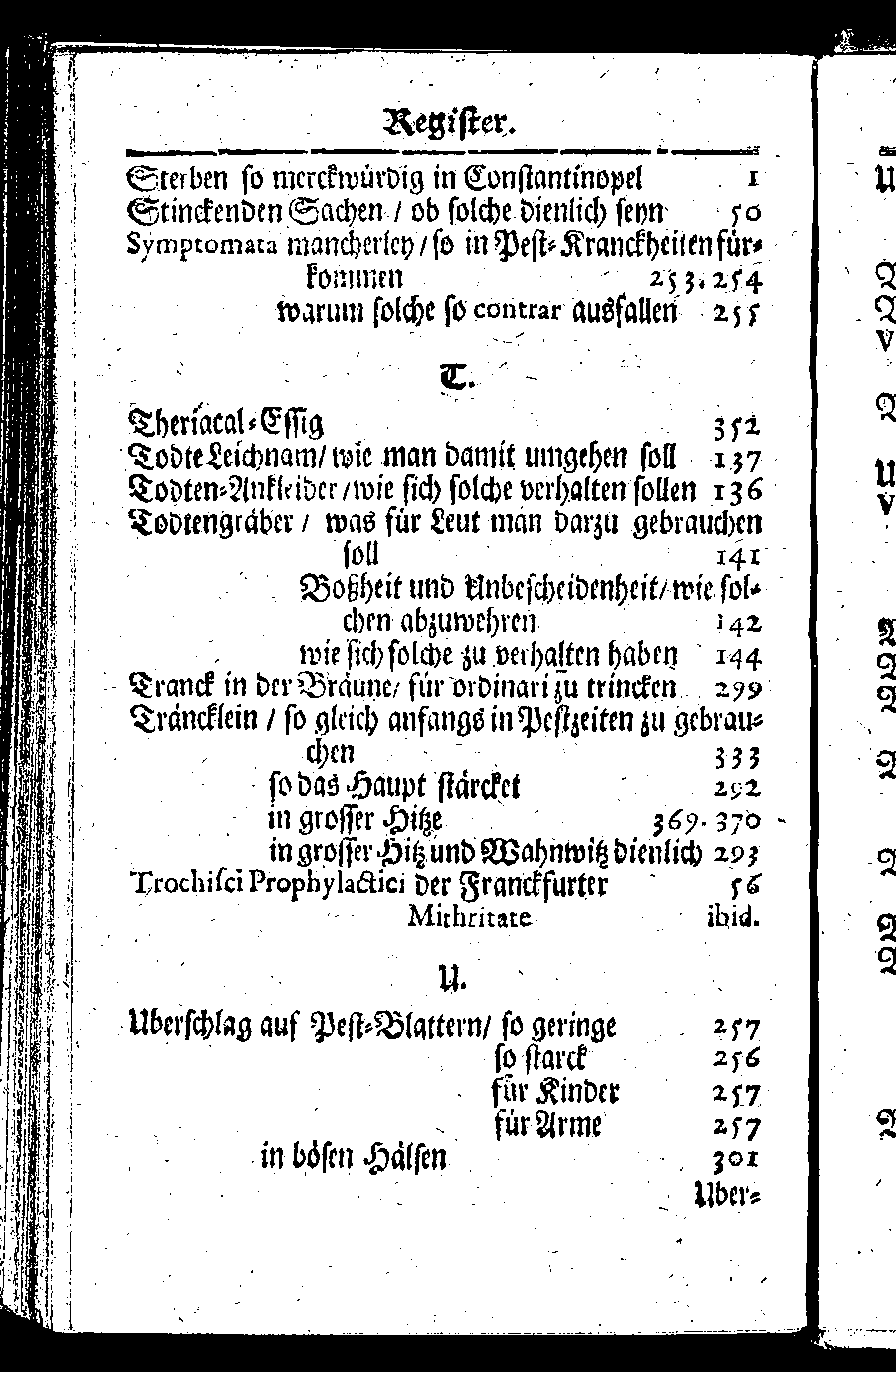 Register.
Sterben so merckwürdig in Constantinopel 1
Stinckenden Sachen / ob solche dienlich seyn 50
Symptomata mancherley / so in Pest-Kranckheiten für-
kommen 253. 254
warum solche so contrar ausfallen 255
T.
Theriacal-Essig 352
Todte Leichnam / wie man damit umgehen soll 137
Todten-Ankleider / wie sich solche verhalten sollen 136
Todtengräber / was für Leut man darzu gebrauchen
soll 141
Boßheit und Unbescheidenheit / wie sol-
chen abzuwehren 142
wie sich solche zu verhalten haben 144
Tranck in der Bräune / für ordinari zu trincken 299
Träncklein / so gleich anfangs in Pestzeiten zu gebrau-
chen 333
so das Haupt stärcket 292
in grosser Hitze 369. 370
in grosser Hitz und Wahnwitz dienlich 293
Trochisci Prophylactici der Franckfurter 56
Mithritate ibid.
U.
Uberschlag auf Pest-Blattern / so geringe 257
so starck 256
für Kinder 257
für Arme 257
in bösen Hälsen 301
Uber-